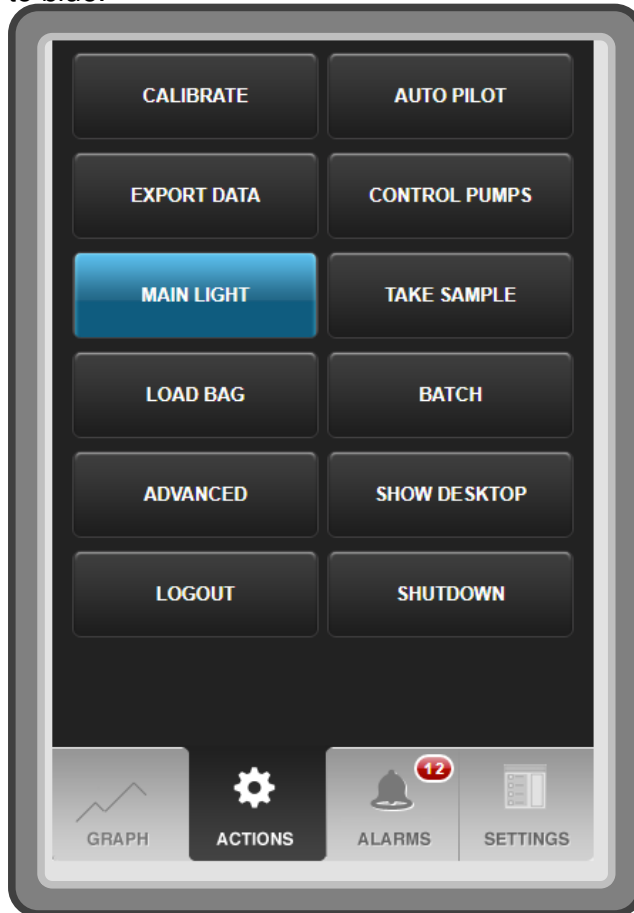 CALIBRATE AUTO PILOT
EXPORT DATA CONTROL PUMPS
MAIN LIGHT TAKE SAMPLE
LOAD BAG BATCH
ADVANCED SHOW DESKTOP
LOGOUT SHUTDOWN
12
GRAPH ACTIONS ALARMS SETTINGS